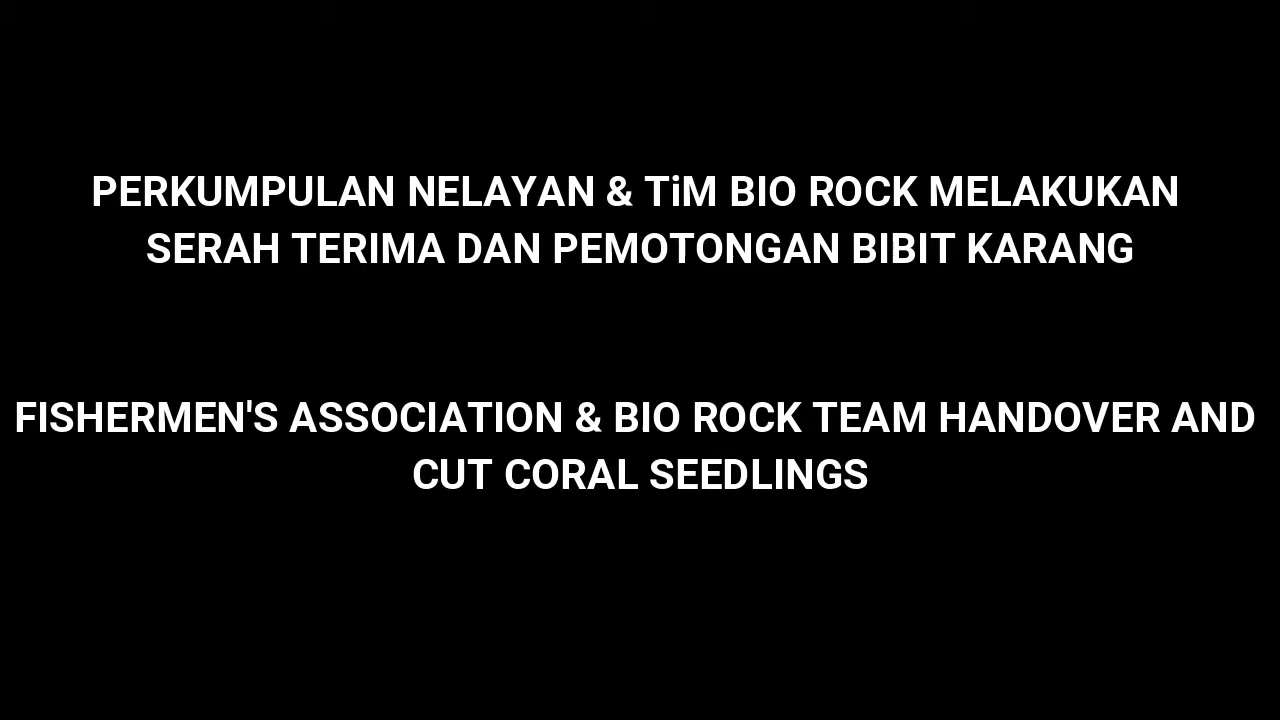 PERKUMPULAN NELAYAN & TiM BIO ROCK MELAKUKAN
SERAH TERIMA DAN PEMOTONGAN BIBIT KARANG
FISHERMEN'S ASSOCIATION & BIO ROCK TEAM HANDOVER AND
CUT CORAL SEEDLINGS